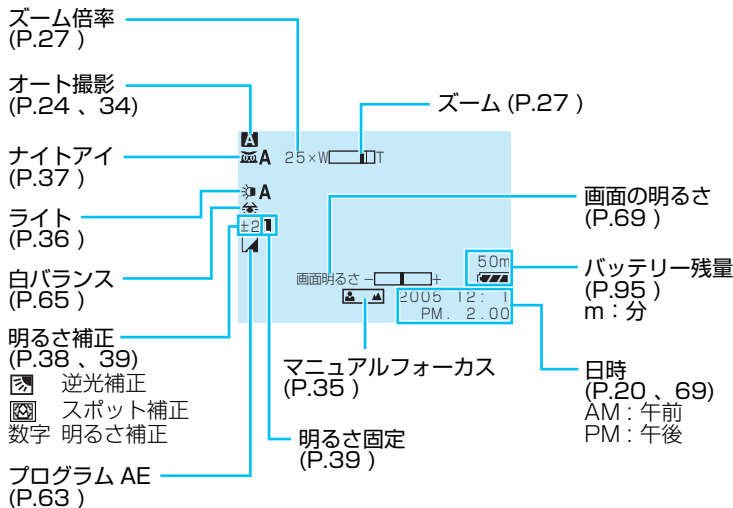 ズーム倍率
(P.27 )
オート撮影
(P.24 、34)
ナイトアイ
(P.37 )
ライト
(P.36 )
白バランス
(P.65 )
明るさ補正
(P.38 、39)
逆光補正
スポット補正
数字 明るさ補正
プログラム AE
(P.63 )
A
A
25×W T
A
±2
画面明るさ − +
50m
2005 12: 1
PM. 2.00
ズーム (P.27 )
画面の明るさ
(P.69 )
バッテリー残量
(P.95 )
m：分
日時
(P.20 、69)
AM : 午前
PM : 午後
マニュアルフォーカス
(P.35 )
明るさ固定
(P.39 )